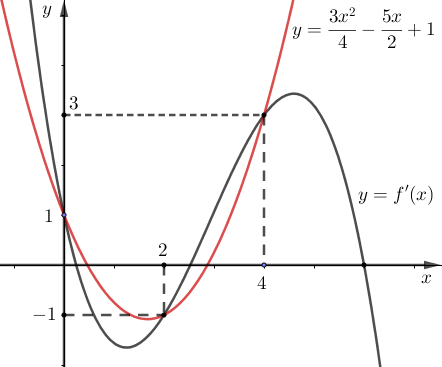 y
y = 3x²/4 − 5x/2 + 1
3
y = f′(x)
1
2
4
x
−1